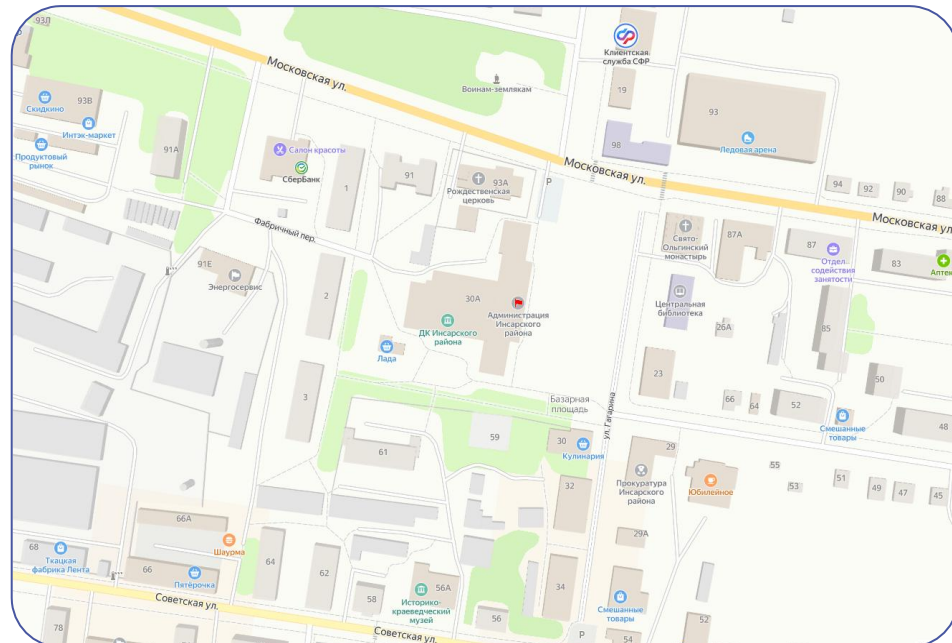 93Д
Московская ул.
Клиентская
служба СФР
Воинам-землякам
19
93В
Скидкино
Интэк-маркет
Продуктовый
рынок
91А
Салон красоты
СберБанк
1
91
93А
Рождественская
церковь
P
98
Московская ул.
93
Ледовая арена
94
92
90
88
Московская ул.
Фабричный пер.
Свято-
Ольгинский
монастырь
87А
87
Отдел
содействия
занятости
83
Аптек
91Е
Энергосервис
2
30А
Администрация
Инсарского
района
ДК Инсарского
района
Центральная
библиотека
26А
85
Лада
3
23
66
64
52
50
Смешанные
товары
48
Базарная
площадь
ул. Гагарина
61
59
30
Кулинария
29
Прокуратура
Инсарского
района
Юбилейное
55
53
51
49
47
45
32
29А
66А
Шаурма
68
Ткацкая
фабрика Лента
66
Пятёрочка
64
62
58
56А
Историко-
краеведческий
музей
56
34
Смешанные
товары
Советская ул.
Советская ул.
78
P
54
52